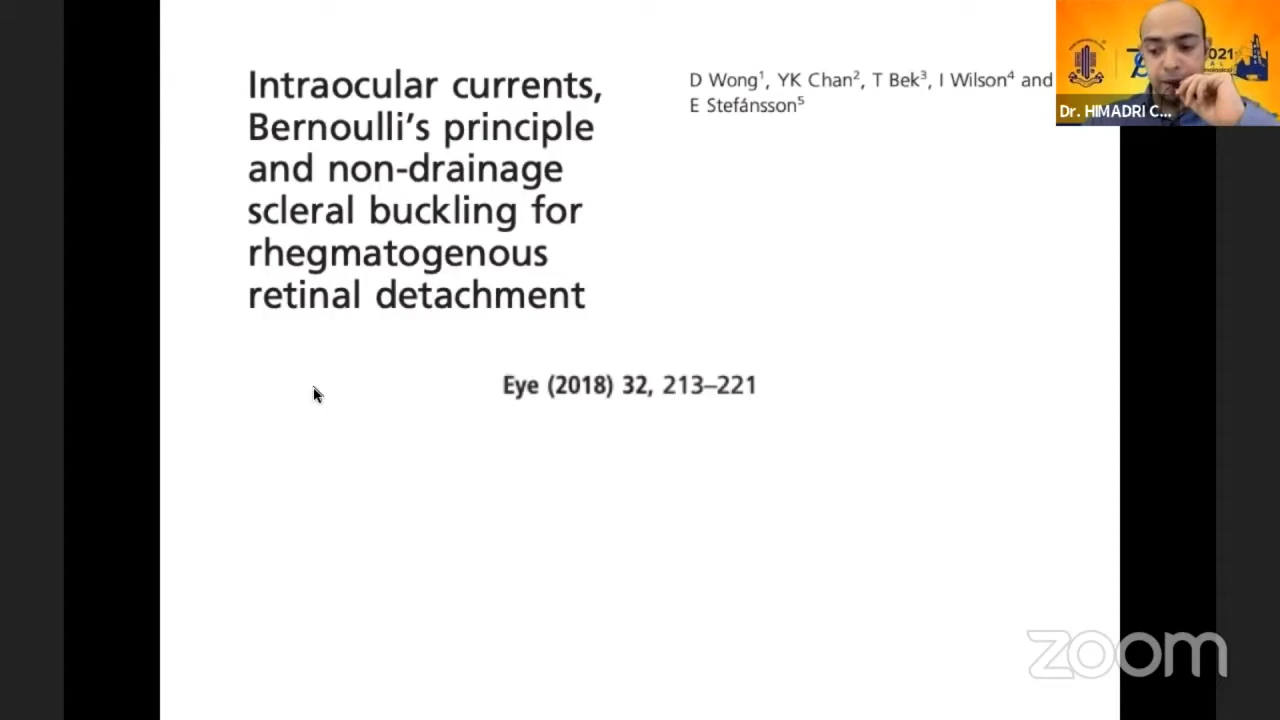 Intraocular currents,
Bernoulli's principle
and non-drainage
scleral buckling for
rhegmatogenous
retinal detachment
D Wong¹, YK Chan², T Bek³, I Wilson⁴ and
E Stefánsson⁵
Eye (2018) 32, 213–221
021
Dr. HIMADRI C...
zoom